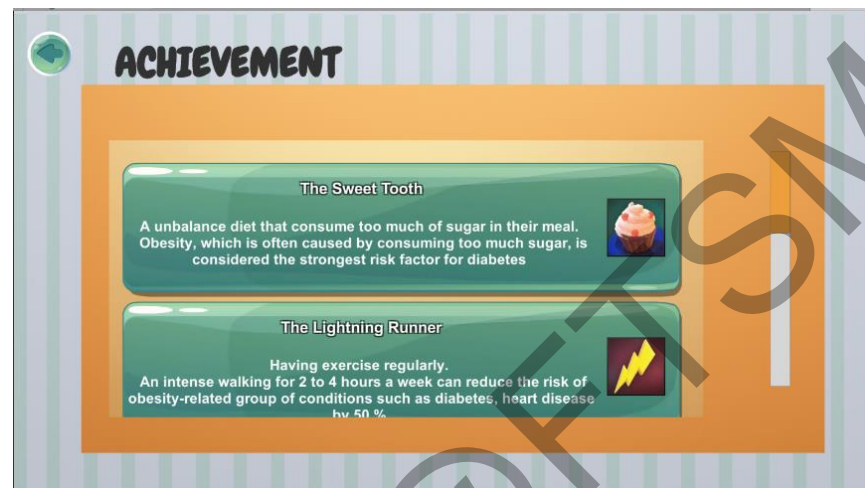 ACHIEVEMENT
The Sweet Tooth
A unbalance diet that consume too much of sugar in their meal.
Obesity, which is often caused by consuming too much sugar, is
considered the strongest risk factor for diabetes
The Lightning Runner
Having exercise regularly.
An intense walking for 2 to 4 hours a week can reduce the risk of
obesity-related group of conditions such as diabetes, heart disease
by 50 %
FTSM